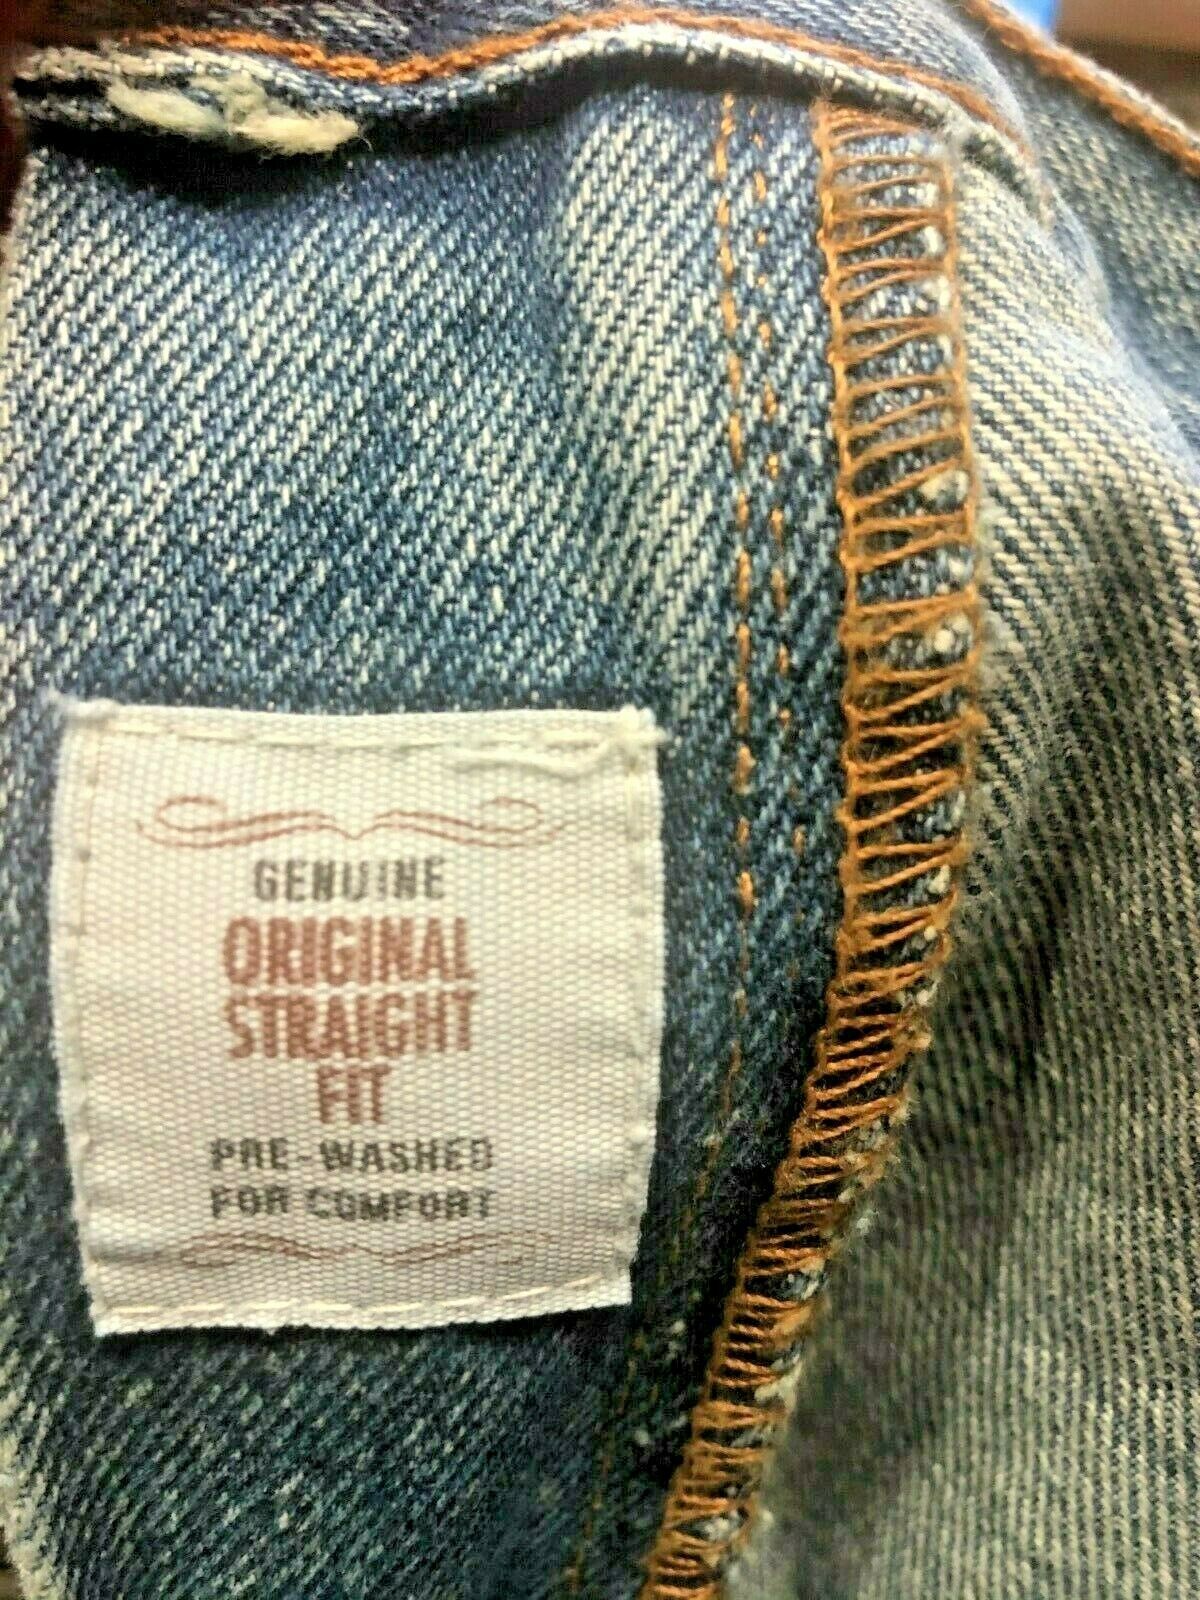 GENUINE
ORIGINAL
STRAIGHT
FIT
PRE-WASHED
FOR COMFORT